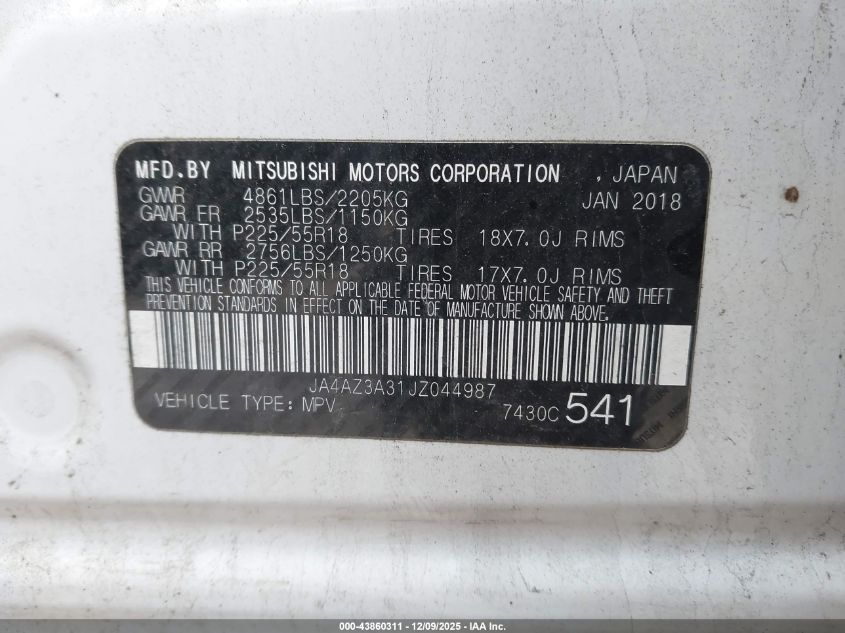 MFD.BY MITSUBISHI MOTORS CORPORATION , JAPAN
GVWR 4861LBS/2205KG JAN 2018
GAWR FR 2535LBS/1150KG
WITH P225/55R18 TIRES 18X7.0J RIMS
GAWR RR 2756LBS/1250KG
WITH P225/55R18 TIRES 17X7.0J RIMS
THIS VEHICLE CONFORMS TO ALL APPLICABLE FEDERAL MOTOR VEHICLE SAFETY AND THEFT
PREVENTION STANDARDS IN EFFECT ON THE DATE OF MANUFACTURE SHOWN ABOVE.
JA4AZ3A31JZ044987
VEHICLE TYPE: MPV 7430C 541
000-43860311 - 12/09/2025 - IAA Inc.